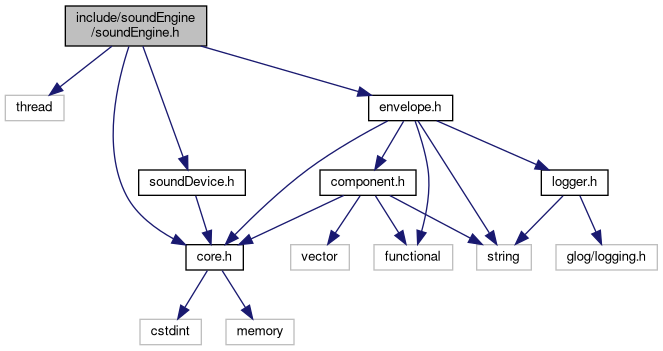 include/soundEngine
/soundEngine.h
thread
envelope.h
soundDevice.h
component.h
logger.h
core.h
vector
functional
string
glog/logging.h
cstdint
memory